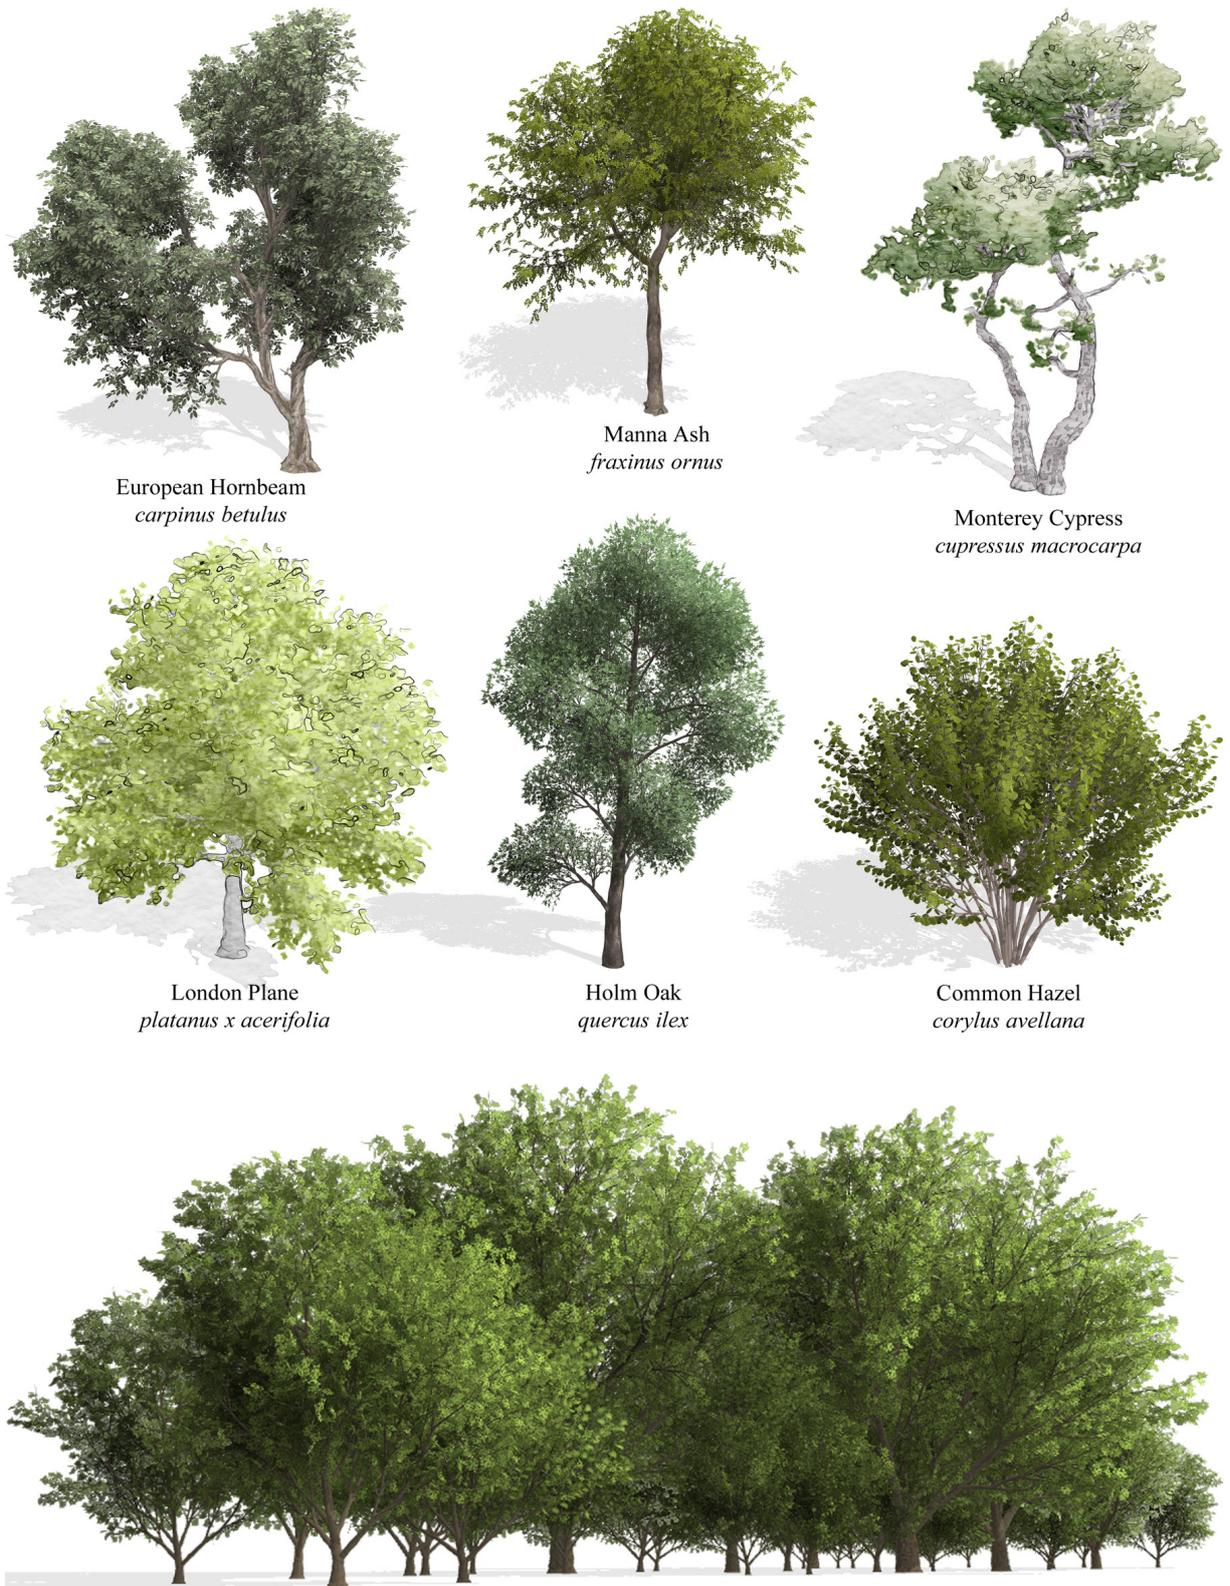 Manna Ash
fraxinus ornus
European Hornbeam
carpinus betulus
Monterey Cypress
cupressus macrocarpa
London Plane
platanus x acerifolia
Holm Oak
quercus ilex
Common Hazel
corylus avellana